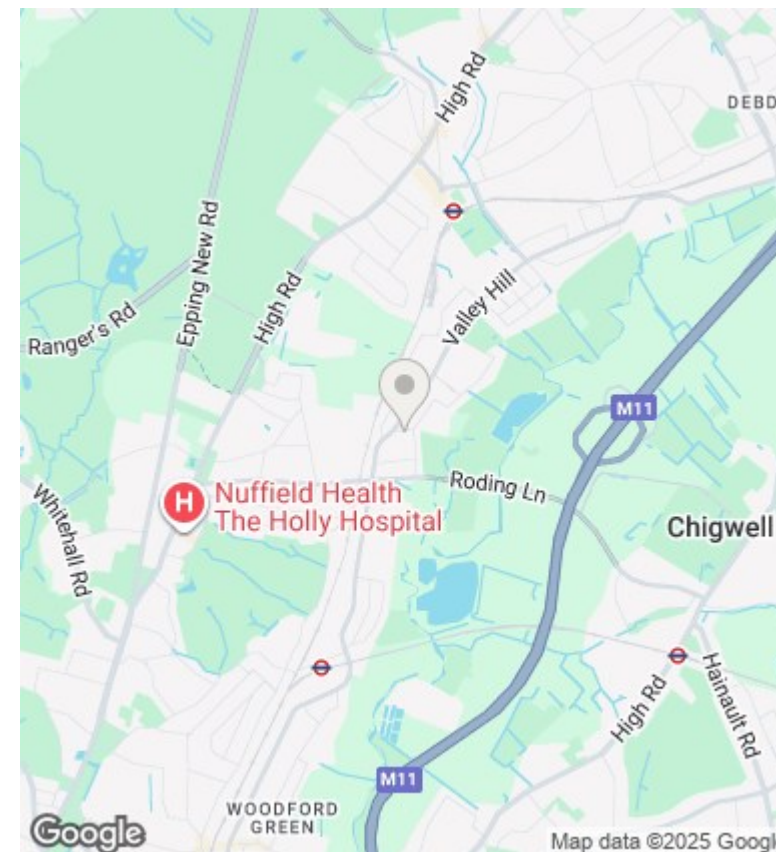 High Rd
DEBD
Epping New Rd
High Rd
Valley Hill
Ranger's Rd
M11
Roding Ln
Nuffield Health
The Holly Hospital
H
Whitehall Rd
Chigwell
High Rd
Hainault Rd
M11
WOODFORD
GREEN
Google
Map data ©2025 Googl